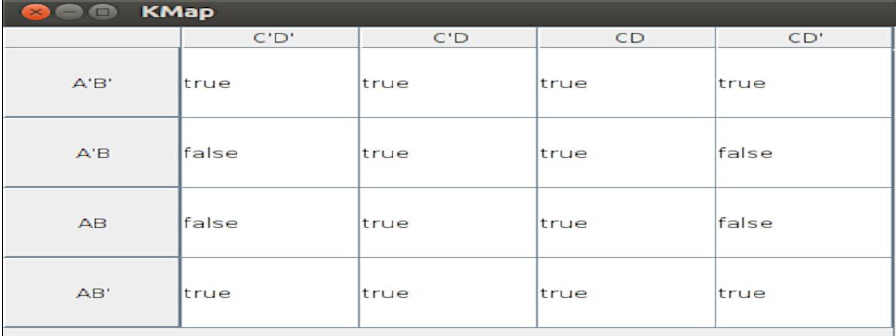 KMap
C'D' C'D CD CD'
A'B' true true true true
A'B false true true false
AB false true true false
AB' true true true true